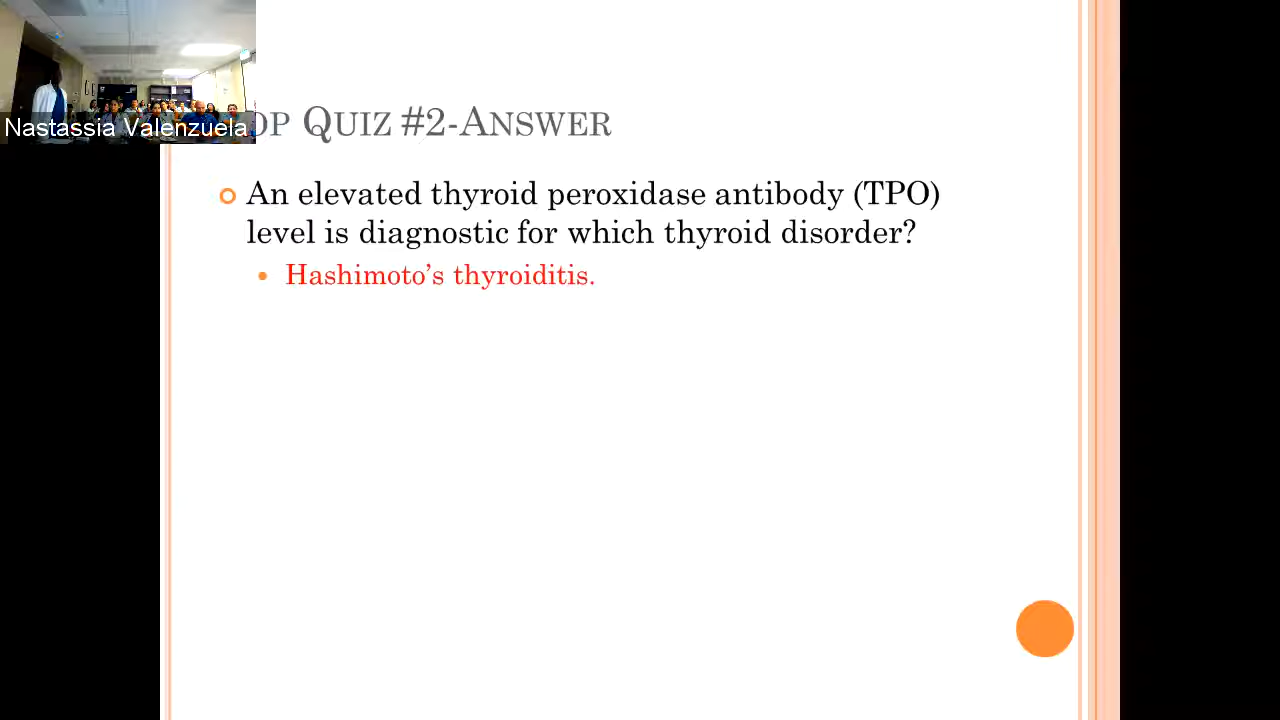 Nastassia Valenzuela
OP QUIZ #2-ANSWER
An elevated thyroid peroxidase antibody (TPO)
level is diagnostic for which thyroid disorder?
Hashimoto’s thyroiditis.